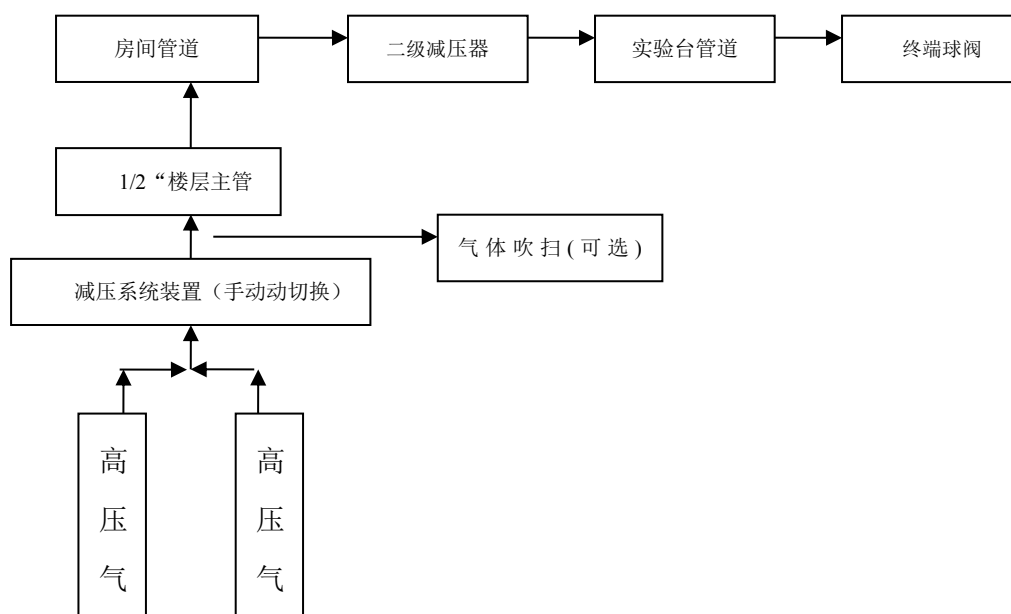 房间管道
二级减压器
实验台管道
终端球阀
1/2“楼层主管
气体吹扫(可选)
减压系统装置（手动动切换）
高
压
气
高
压
气